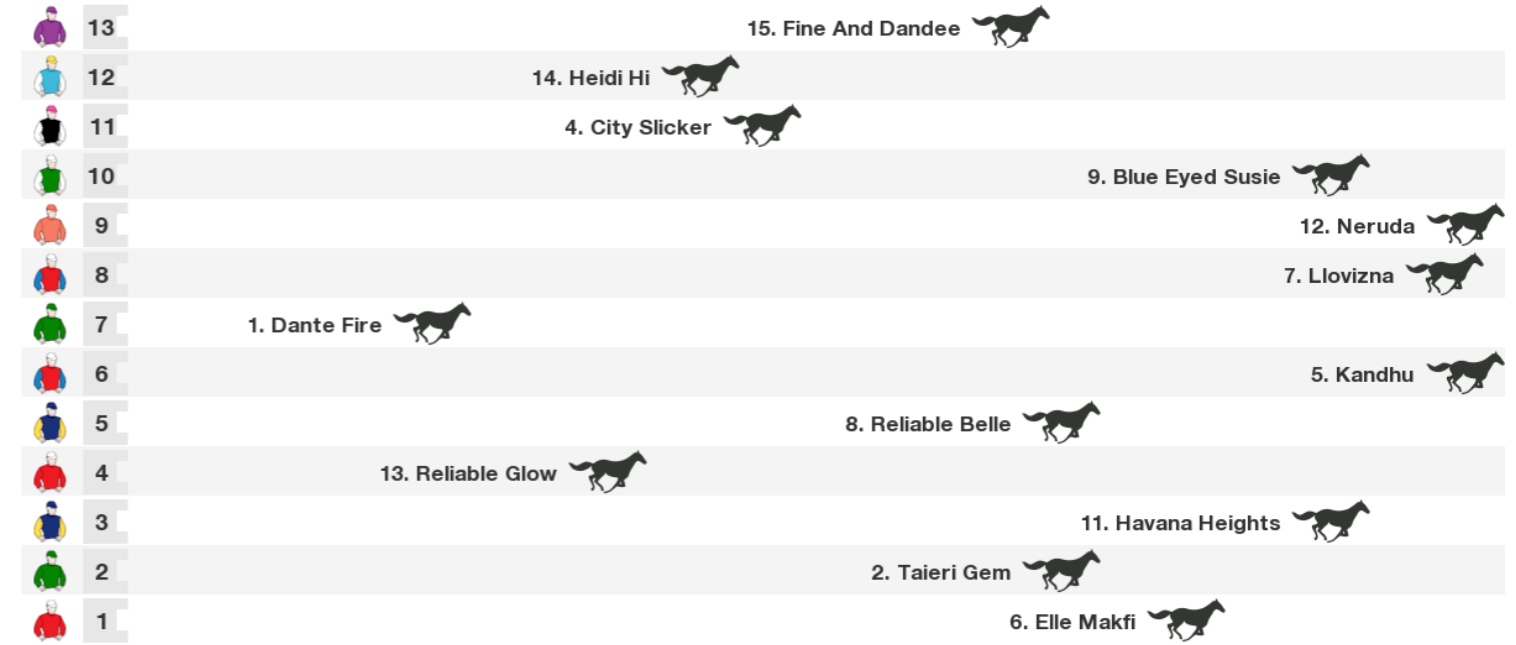 13 15. Fine And Dandee
12 14. Heidi Hi
11 4. City Slicker
10 9. Blue Eyed Susie
9 12. Neruda
8 7. Llovizna
7 1. Dante Fire
6 5. Kandhu
5 8. Reliable Belle
4 13. Reliable Glow
3 11. Havana Heights
2 2. Taieri Gem
1 6. Elle Makfi